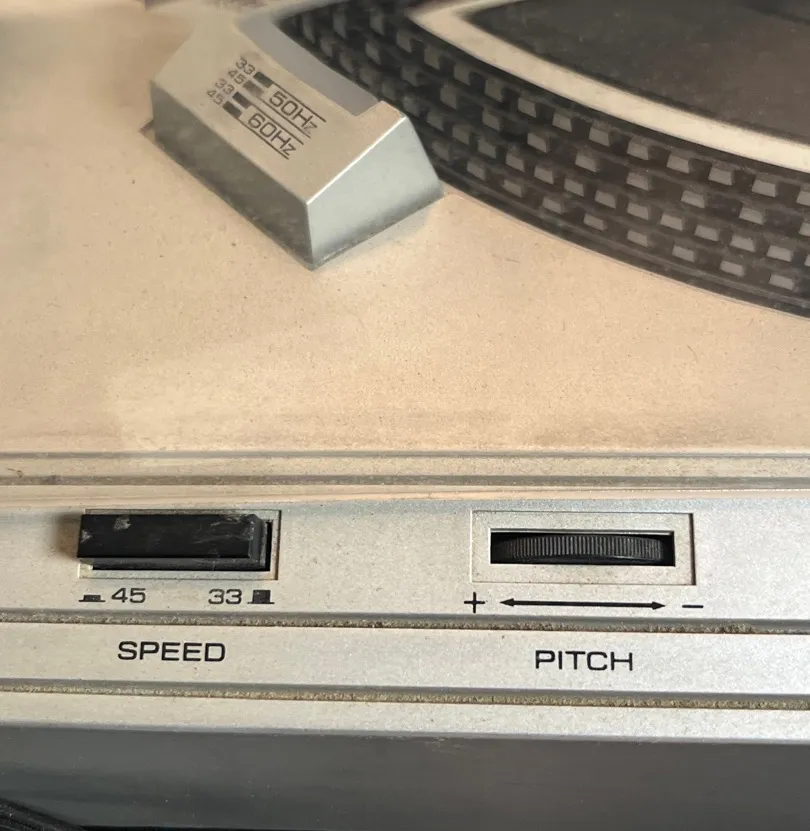 33
45
50Hz
33
45
60Hz
45 33
+ −
SPEED
PITCH